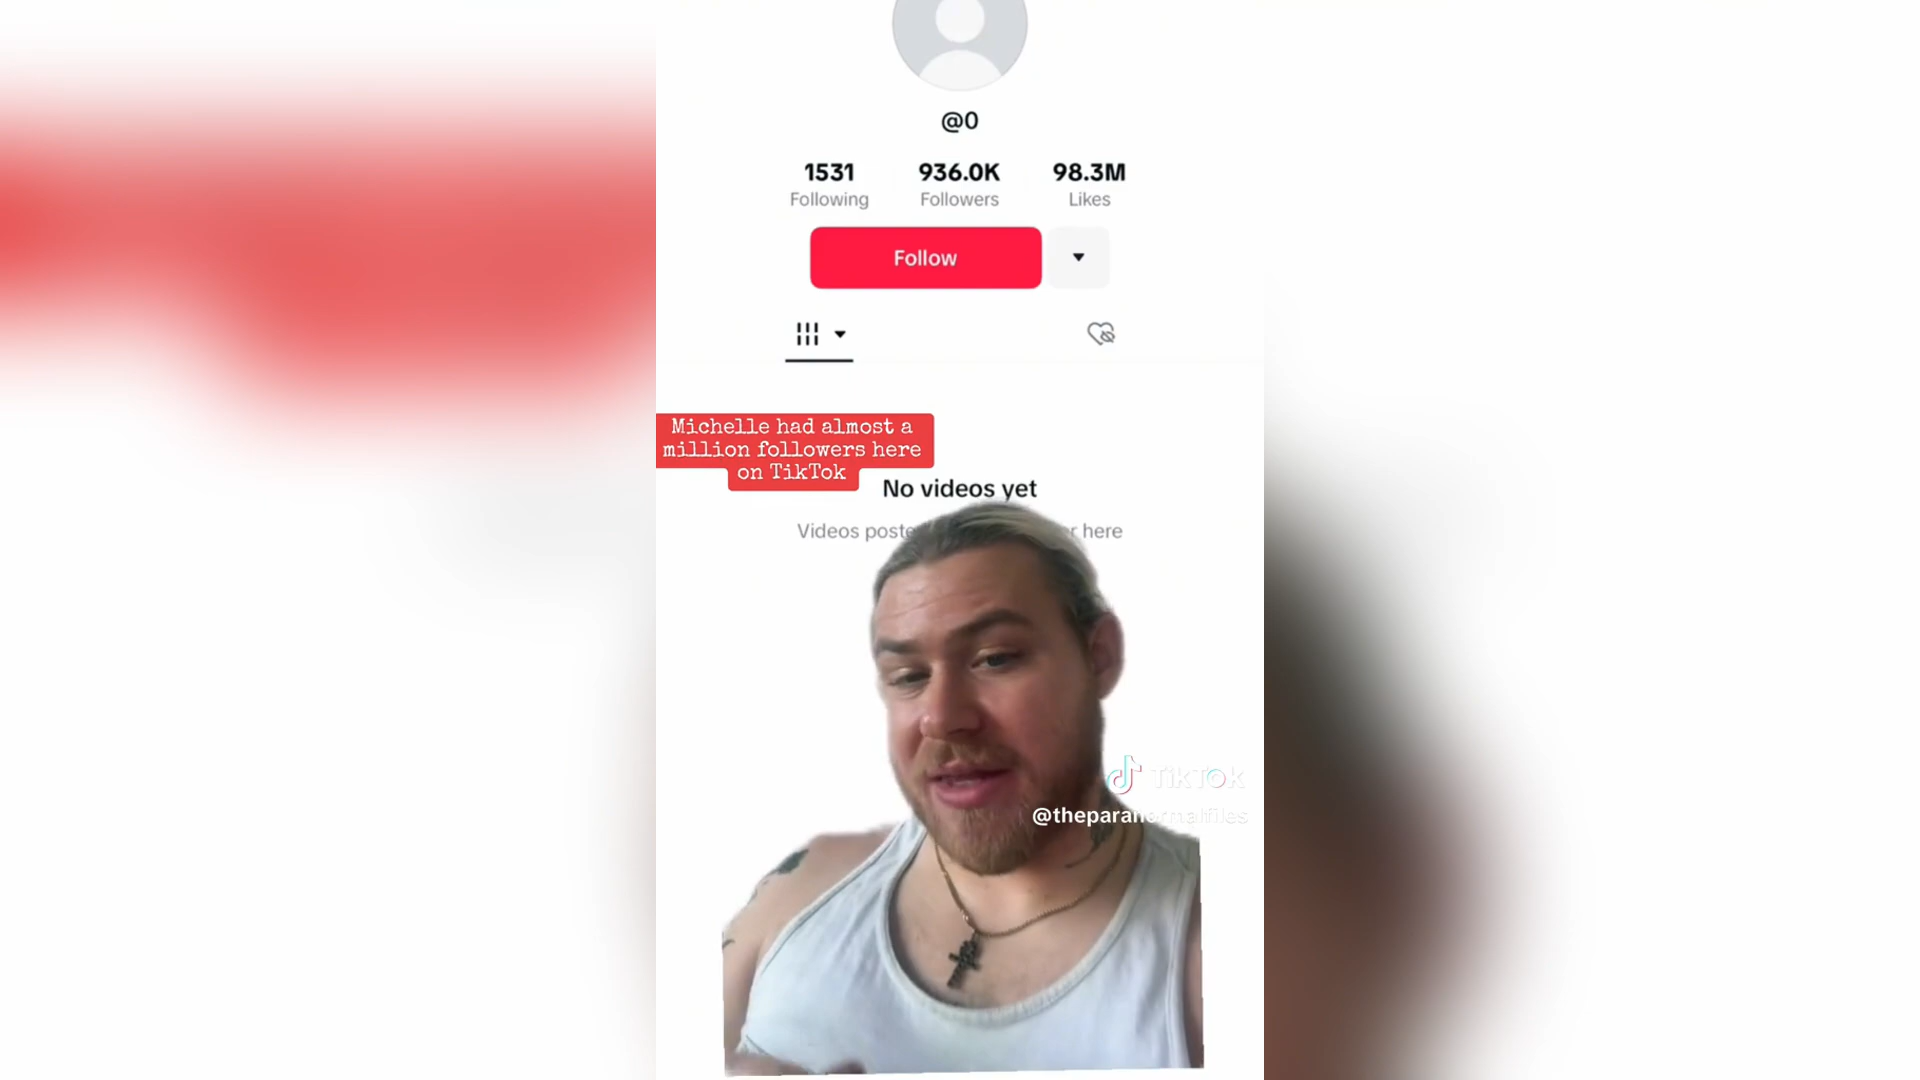 @0
1531 936.0K 98.3M
Following Followers Likes
Follow
Michelle had almost a
million followers here
on TikTok
No videos yet
Videos poste r here
TikTok
@theparanormalfiles